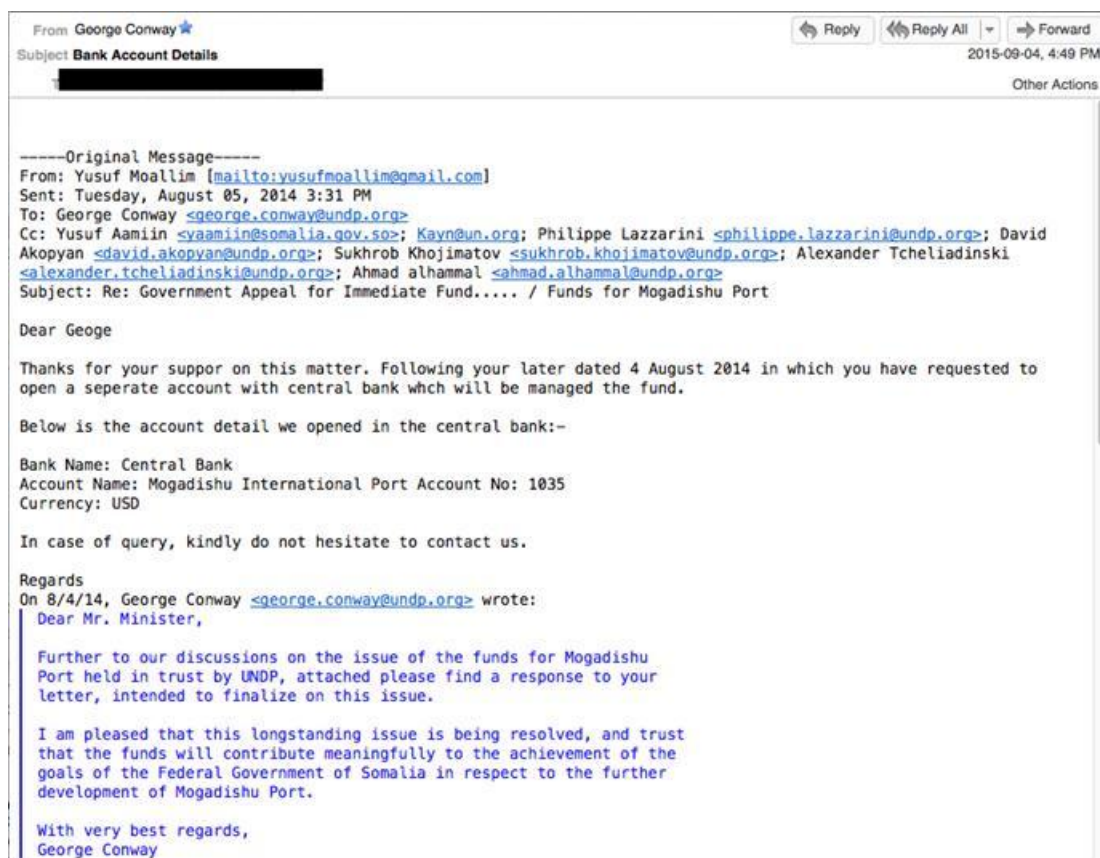 From George Conway
Reply
Reply All
Forward
Subject Bank Account Details
2015-09-04, 4:49 PM
Other Actions
-----Original Message-----
From: Yusuf Moallim [mailto:yusufmoallim@gmail.com]
Sent: Tuesday, August 05, 2014 3:31 PM
To: George Conway <george.conway@undp.org>
Cc: Yusuf Aamiin <yaamiin@somalia.gov.so>; Kayn@un.org; Philippe Lazzarini <philippe.lazzarini@undp.org>; David
Akopyan <david.akopyan@undp.org>; Sukhrob Khojimatov <sukhrob.khojimatov@undp.org>; Alexander Tcheliadinski
<alexander.tcheliadinski@undp.org>; Ahmad alhammal <ahmad.alhammal@undp.org>
Subject: Re: Government Appeal for Immediate Fund..... / Funds for Mogadishu Port
Dear Geoge
Thanks for your suppor on this matter. Following your later dated 4 August 2014 in which you have requested to
open a seperate account with central bank whch will be managed the fund.
Below is the account detail we opened in the central bank:-
Bank Name: Central Bank
Account Name: Mogadishu International Port Account No: 1035
Currency: USD
In case of query, kindly do not hesitate to contact us.
Regards
On 8/4/14, George Conway <george.conway@undp.org> wrote:
Dear Mr. Minister,
Further to our discussions on the issue of the funds for Mogadishu
Port held in trust by UNDP, attached please find a response to your
letter, intended to finalize on this issue.
I am pleased that this longstanding issue is being resolved, and trust
that the funds will contribute meaningfully to the achievement of the
goals of the Federal Government of Somalia in respect to the further
development of Mogadishu Port.
With very best regards,
George Conway